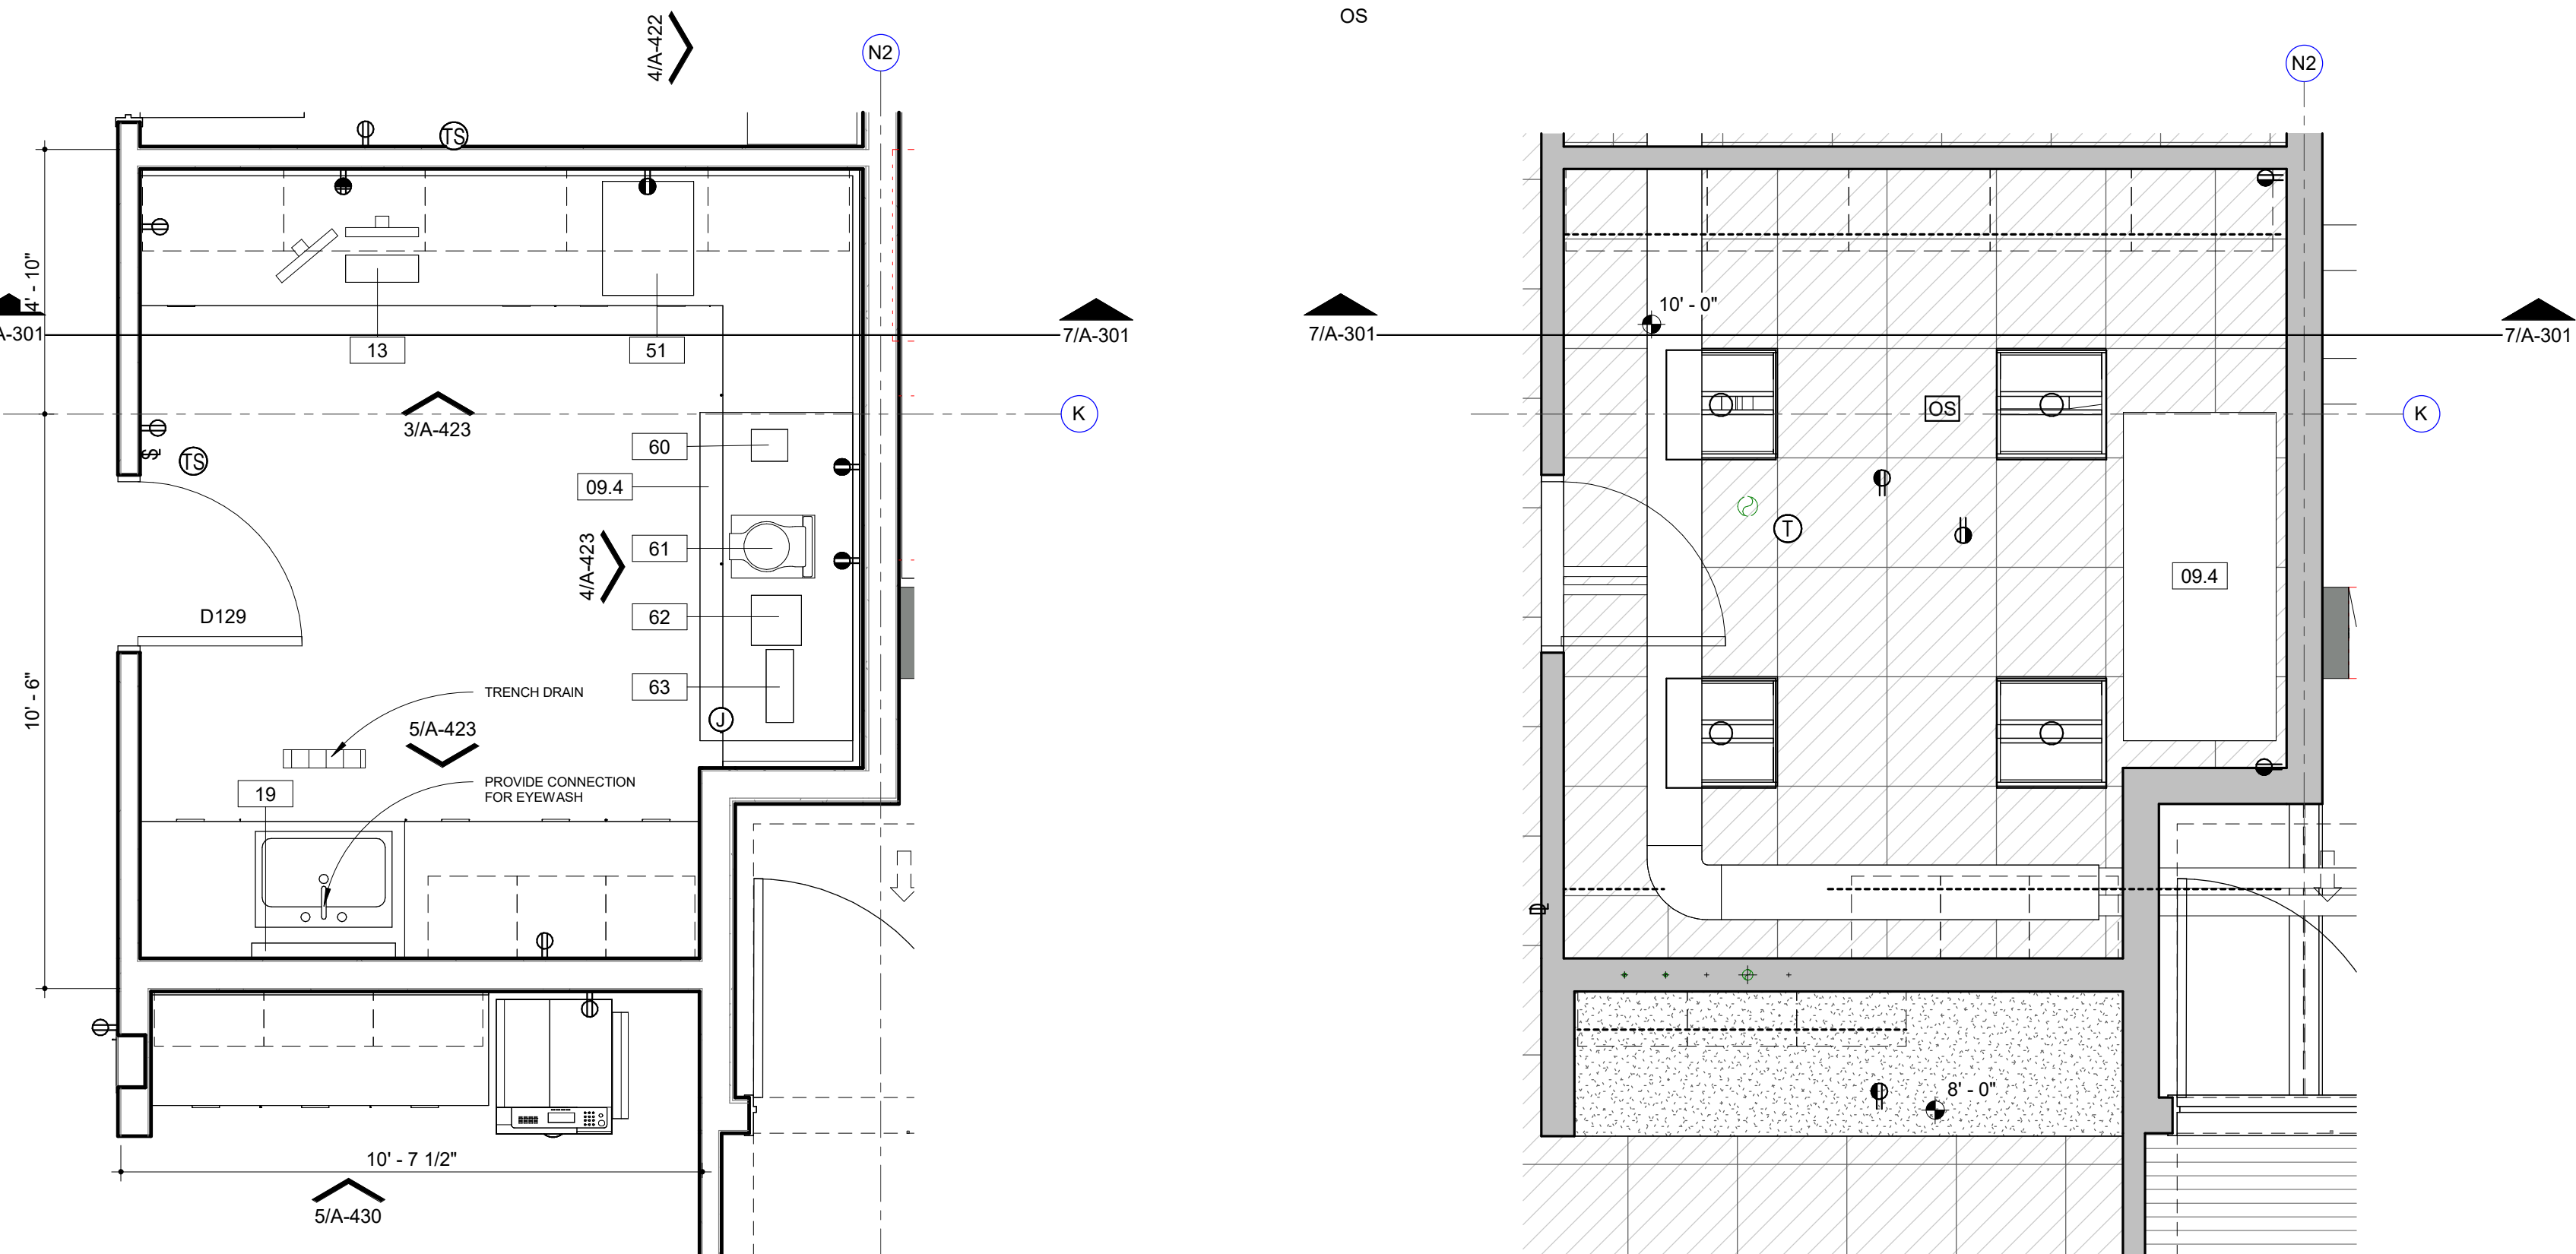 OS
4/A-422
N2
N2
TS
4' - 10"
A-301
7/A-301
13
51
3/A-423
K
TS
$
60
09.4
61
4/A-423
62
63
J
D129
10' - 6"
TRENCH DRAIN
5/A-423
PROVIDE CONNECTION
FOR EYEWASH
19
10' - 7 1/2"
5/A-430
7/A-301
10' - 0"
7/A-301
OS
K
T
09.4
8' - 0"